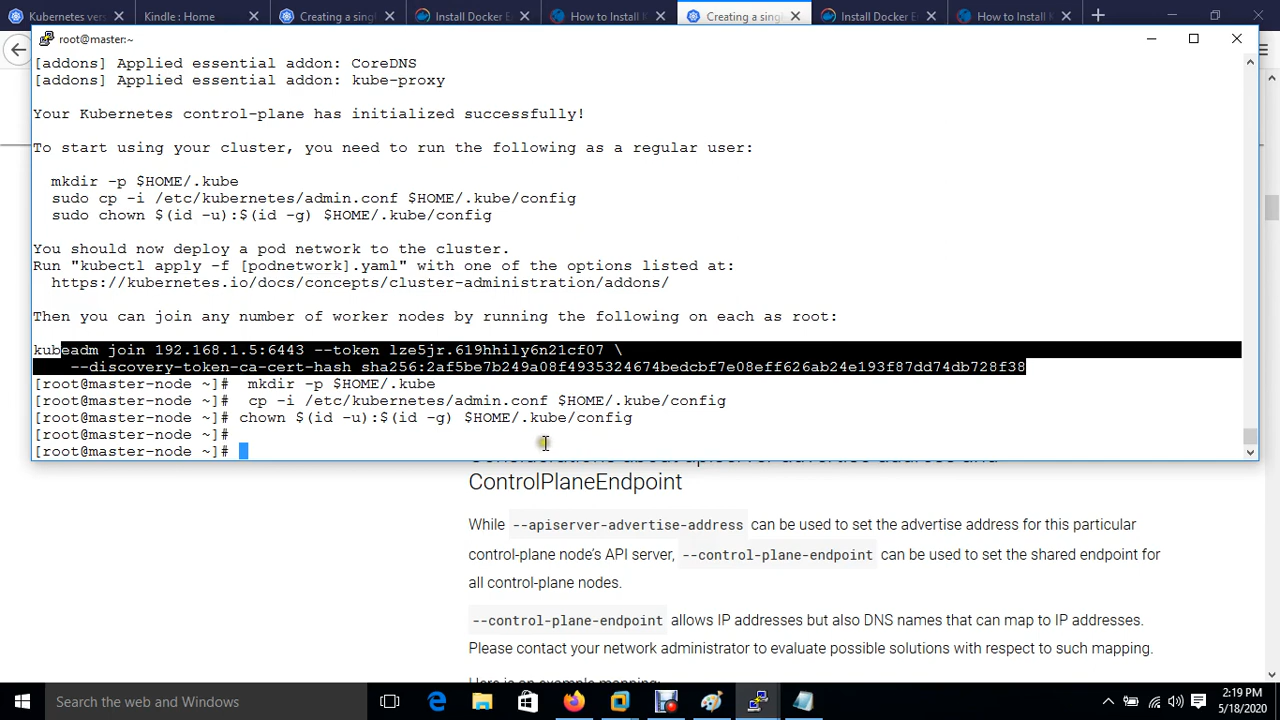 Kubernetes vers
Kindle : Home
Creating a sing
Install Docker E
How to Install K
Creating a sing
Install Docker E
How to Install K
root@master:~
[addons] Applied essential addon: CoreDNS
[addons] Applied essential addon: kube-proxy
Your Kubernetes control-plane has initialized successfully!
To start using your cluster, you need to run the following as a regular user:
mkdir -p $HOME/.kube
sudo cp -i /etc/kubernetes/admin.conf $HOME/.kube/config
sudo chown $(id -u):$(id -g) $HOME/.kube/config
You should now deploy a pod network to the cluster.
Run "kubectl apply -f [podnetwork].yaml" with one of the options listed at:
https://kubernetes.io/docs/concepts/cluster-administration/addons/
Then you can join any number of worker nodes by running the following on each as root:
kubeadm join 192.168.1.5:6443 --token lze5jr.619hhily6n21cf07 \
--discovery-token-ca-cert-hash sha256:2af5be7b249a08f4935324674bedcbf7e08eff626ab24e193f87dd74db728f38
[root@master-node ~]#  mkdir -p $HOME/.kube
[root@master-node ~]#  cp -i /etc/kubernetes/admin.conf $HOME/.kube/config
[root@master-node ~]# chown $(id -u):$(id -g) $HOME/.kube/config
[root@master-node ~]#
[root@master-node ~]#
ControlPlaneEndpoint
While --apiserver-advertise-address can be used to set the advertise address for this particular
control-plane node's API server, --control-plane-endpoint can be used to set the shared endpoint for
all control-plane nodes.
--control-plane-endpoint allows IP addresses but also DNS names that can map to IP addresses.
Please contact your network administrator to evaluate possible solutions with respect to such mapping.
Here is an example mapping:
Search the web and Windows
2:19 PM
5/18/2020